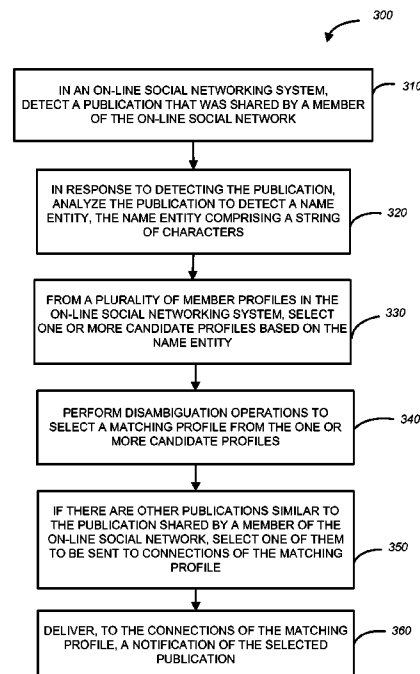 300
310
IN AN ON-LINE SOCIAL NETWORKING SYSTEM,
DETECT A PUBLICATION THAT WAS SHARED BY A
MEMBER OF THE ON-LINE SOCIAL NETWORK
IN RESPONSE TO DETECTING THE PUBLICATION,
ANALYZE THE PUBLICATION TO DETECT A NAME
ENTITY, THE NAME ENTITY COMPRISING A STRING
OF CHARACTERS
320
FROM A PLURALITY OF MEMBER PROFILES IN THE
ON-LINE SOCIAL NETWORKING SYSTEM, SELECT
ONE OR MORE CANDIDATE PROFILES BASED ON THE
NAME ENTITY
330
PERFORM DISAMBIGUATION OPERATIONS TO
SELECT A MATCHING PROFILE FROM THE ONE OR
MORE CANDIDATE PROFILES
340
IF THERE ARE OTHER PUBLICATIONS SIMILAR TO
THE PUBLICATION SHARED BY A MEMBER OF THE
ON-LINE SOCIAL NETWORK, SELECT ONE OF THEM
TO BE SENT TO CONNECTIONS OF THE MATCHING
PROFILE
350
DELIVER, TO THE CONNECTIONS OF THE MATCHING
PROFILE, A NOTIFICATION OF THE SELECTED
PUBLICATION
360